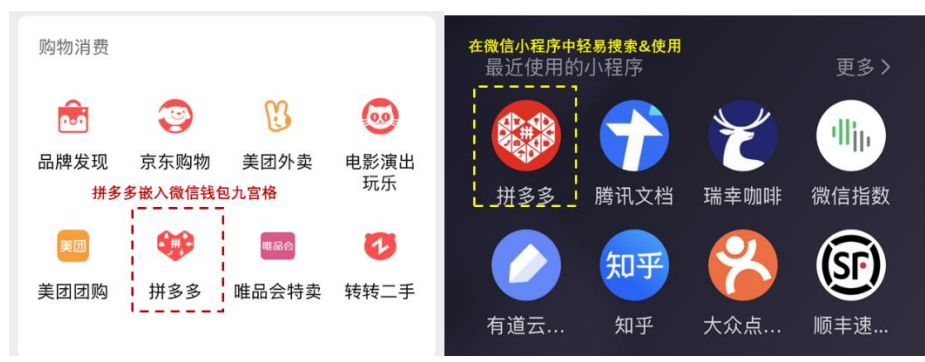 购物消费
品牌发现
京东购物
美团外卖
电影演出
玩乐
拼多多嵌入微信钱包九宫格
美团
拼
唯品会
美团团购
拼多多
唯品会特卖
转转二手
在微信小程序中轻易搜索&使用
最近使用的小程序
更多
拼
拼多多
腾讯文档
瑞幸咖啡
微信指数
知乎
SF
有道云...
知乎
大众点...
顺丰速...